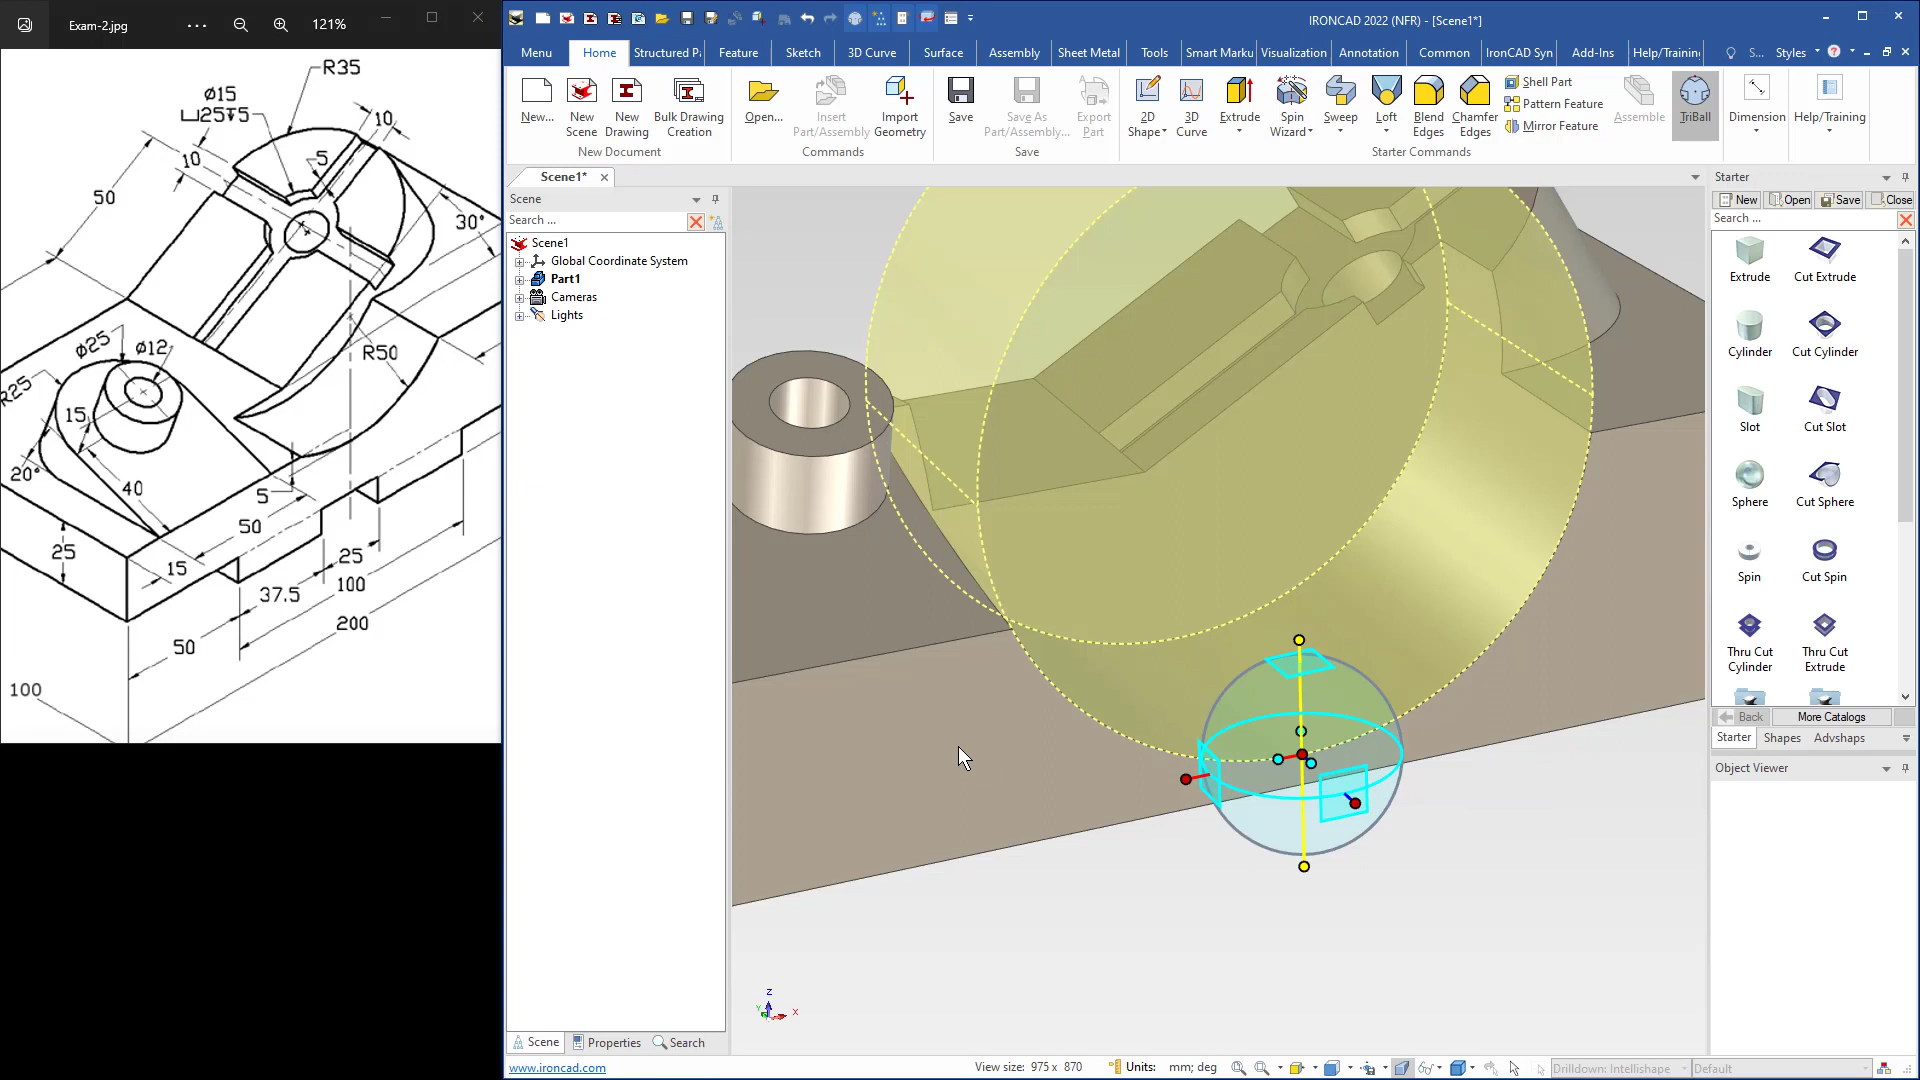 Exam-2.jpg
121%
IRONCAD 2022 (NFR) - [Scene1*]
Menu Home Structured P Feature Sketch 3D Curve Surface Assembly Sheet Metal Tools Smart Marku Visualization Annotation Common IronCAD Syn Add-Ins Help/Training S... Styles
New... New Scene New Drawing Bulk Drawing Creation
New Document
Open... Insert Part/Assembly Import Geometry
Commands
Save Save As Part/Assembly... Export Part
Save
2D Shape 3D Curve Extrude Spin Wizard Sweep Loft Blend Edges Chamfer Edges
Shell Part
Pattern Feature
Mirror Feature
Assemble TriBall
Starter Commands
Dimension Help/Training
Scene1*
Scene
Search ...
Scene1
Global Coordinate System
Part1
Cameras
Lights
Scene Properties Search
www.ironcad.com
View size: 975 x 870 Units: mm; deg
Drilldown: Intellishape Default
Z
Y
X
Starter
New Open Save Close
Search ...
Extrude Cut Extrude
Cylinder Cut Cylinder
Slot Cut Slot
Sphere Cut Sphere
Spin Cut Spin
Thru Cut Cylinder Thru Cut Extrude
Back More Catalogs
Starter Shapes Advshaps
Object Viewer
R35
ø15
⌴25↧5
10
10
5
50
30°
R50
ø25
ø12
R25
15
20°
40
5
50
25
15
25
37.5
100
200
50
100